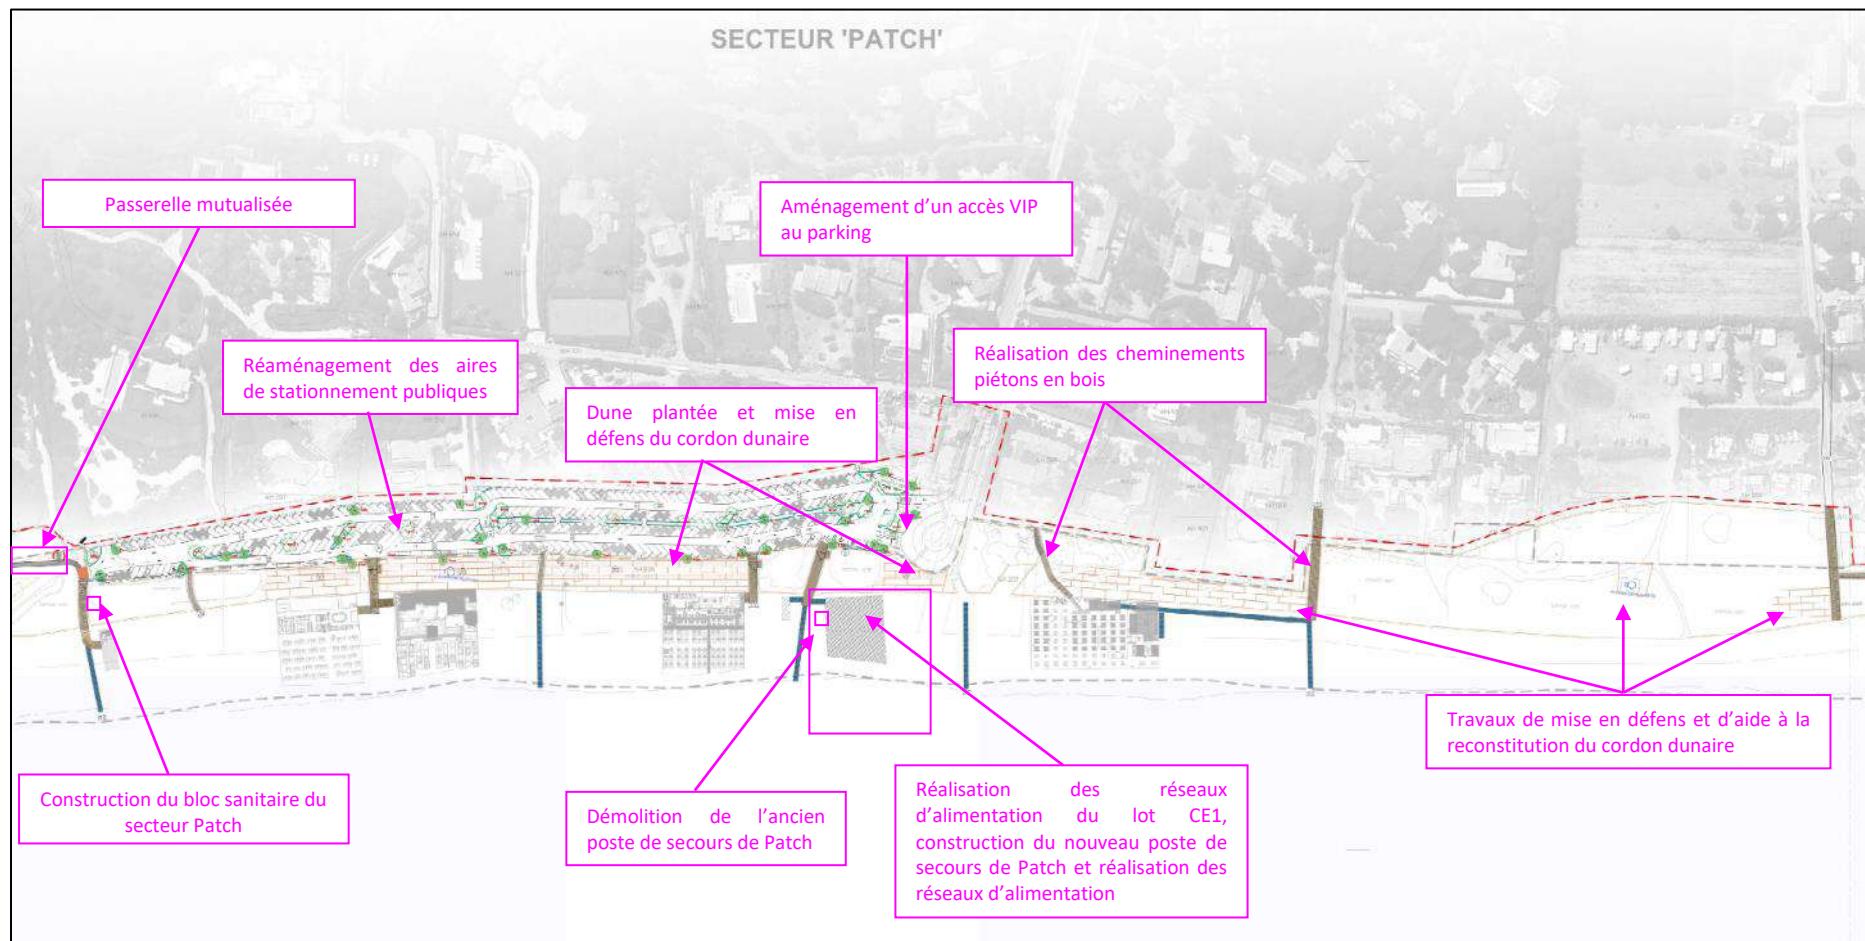 SECTEUR 'PATCH'
Passerelle mutualisée
Aménagement d'un accès VIP
au parking
Réaménagement des aires
de stationnement publiques
Réalisation des cheminements
piétons en bois
Dune plantée et mise en
défens du cordon dunaire
Travaux de mise en défens et d'aide à la
reconstitution du cordon dunaire
Construction du bloc sanitaire du
secteur Patch
Démolition de l'ancien
poste de secours de Patch
Réalisation des réseaux
d'alimentation du lot CE1,
construction du nouveau poste de
secours de Patch et réalisation des
réseaux d'alimentation